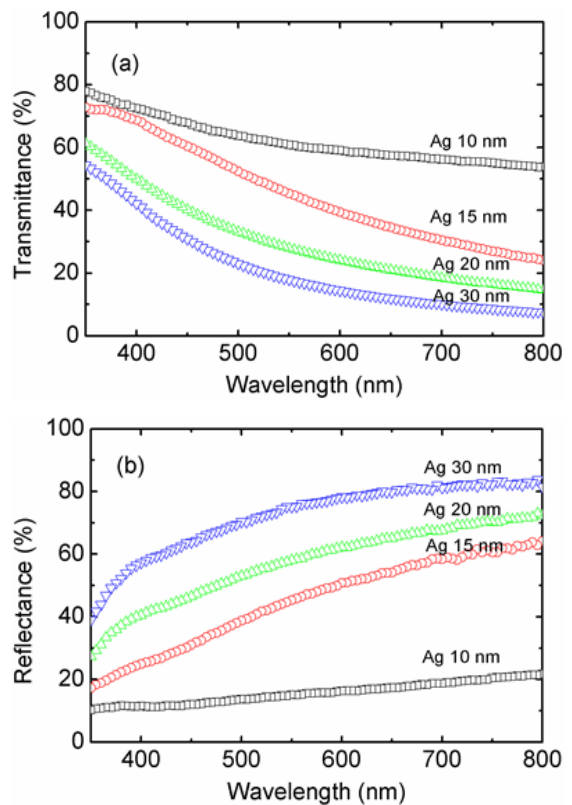 100
(a)
80
60
40
20
0
Transmittance (%)
Ag 10 nm
Ag 15 nm
Ag 20 nm
Ag 30 nm
400 500 600 700 800
Wavelength (nm)
100
(b)
80
60
40
20
0
Reflectance (%)
Ag 30 nm
Ag 20 nm
Ag 15 nm
Ag 10 nm
400 500 600 700 800
Wavelength (nm)